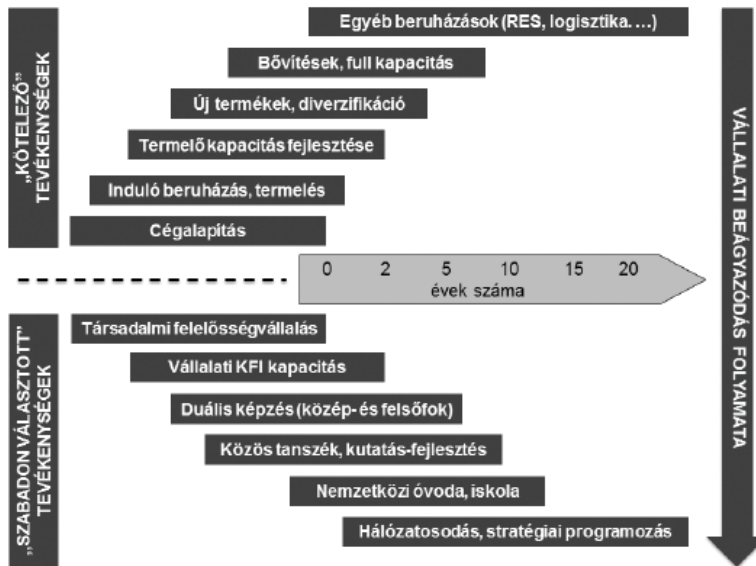 „KÖTELEZŐ”
TEVÉKENYSÉGEK
Egyéb beruházások (RES, logisztika. …)
Bővítések, full kapacitás
Új termékek, diverzifikáció
Termelő kapacitás fejlesztése
Induló beruházás, termelés
Cégalapítás
0 2 5 10 15 20
évek száma
„SZABADON VÁLASZTOTT”
TEVÉKENYSÉGEK
Társadalmi felelősségvállalás
Vállalati KFI kapacitás
Duális képzés (közép- és felsőfok)
Közös tanszék, kutatás-fejlesztés
Nemzetközi óvoda, iskola
Hálózatosodás, stratégiai programozás
VÁLLALATI BEÁGYAZÓDÁS FOLYAMATA